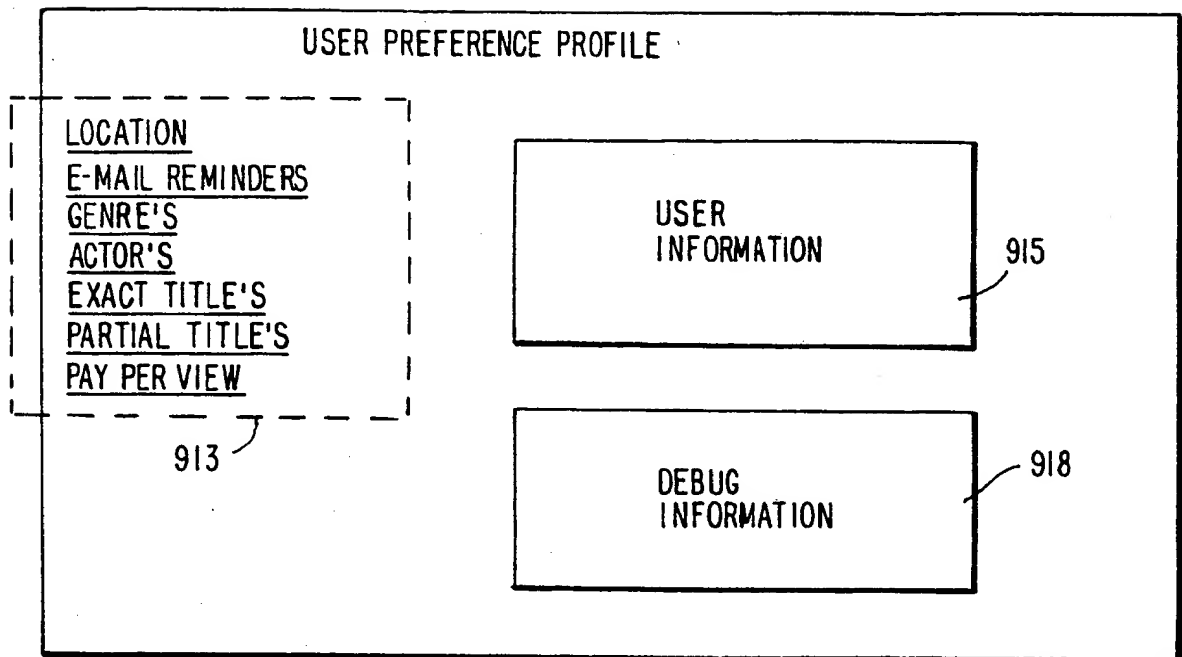 USER PREFERENCE PROFILE
LOCATION
E-MAIL REMINDERS
GENRE'S
ACTOR'S
EXACT TITLE'S
PARTIAL TITLE'S
PAY PER VIEW
913
USER
INFORMATION
915
DEBUG
INFORMATION
918